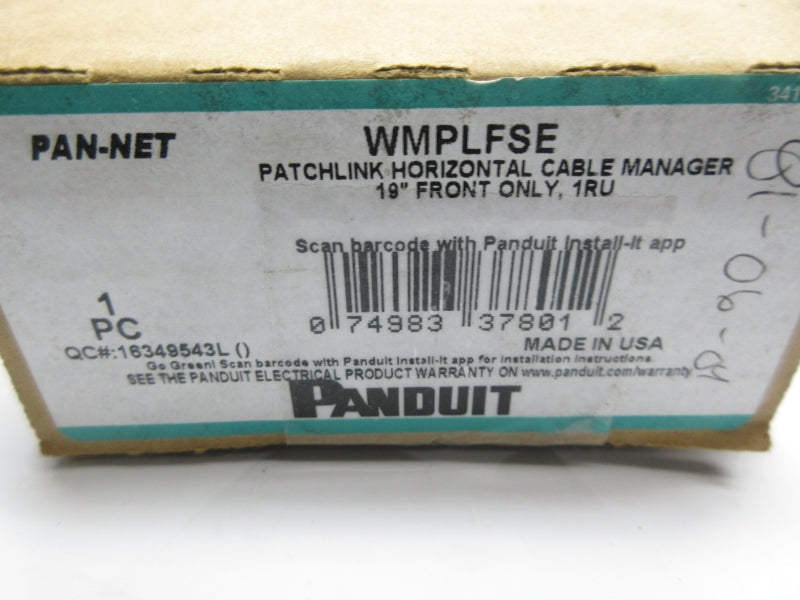 341
PAN-NET
WMPLFSE
PATCHLINK HORIZONTAL CABLE MANAGER
19" FRONT ONLY, 1RU
Scan barcode with Panduit Install-It app
0 74983 37801 2
1
PC
MADE IN USA
QC#:16349543L ()
Go Green! Scan barcode with Panduit Install-It app for installation instructions.
SEE THE PANDUIT ELECTRICAL PRODUCT WARRANTY ON www.panduit.com/warranty
PANDUIT